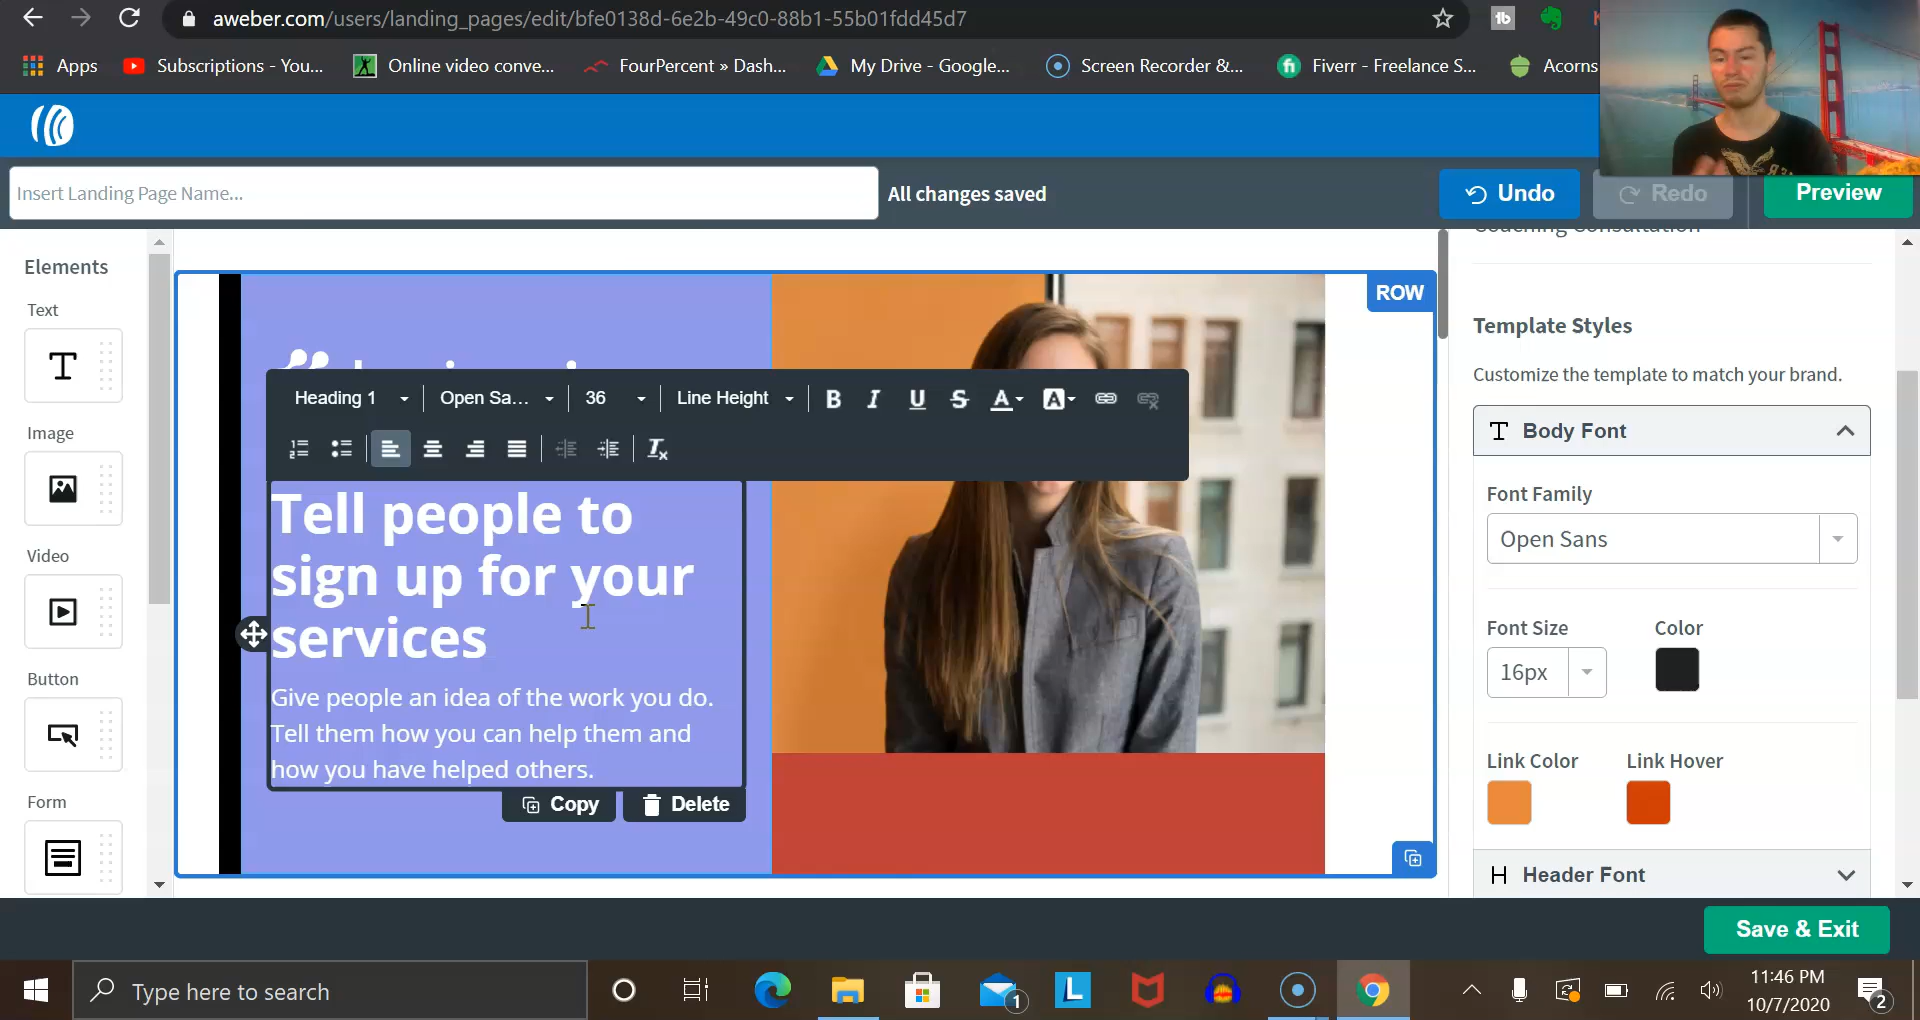 aweber.com/users/landing_pages/edit/bfe0138d-6e2b-49c0-88b1-55b01fdd45d7
Apps
Subscriptions - You...
Online video conve...
FourPercent » Dash...
My Drive - Google...
Screen Recorder &...
Fiverr - Freelance S...
Acorns
Insert Landing Page Name...
All changes saved
Undo
Redo
Preview
Elements
Text
Image
Video
Button
Form
ROW
Heading 1
Open Sa...
36
Line Height
Tell people to
sign up for your
services
Give people an idea of the work you do.
Tell them how you can help them and
how you have helped others.
Copy
Delete
Coaching Consultation
Template Styles
Customize the template to match your brand.
Body Font
Font Family
Open Sans
Font Size
Color
16px
Link Color
Link Hover
Header Font
Save & Exit
Type here to search
1
11:46 PM
10/7/2020
2